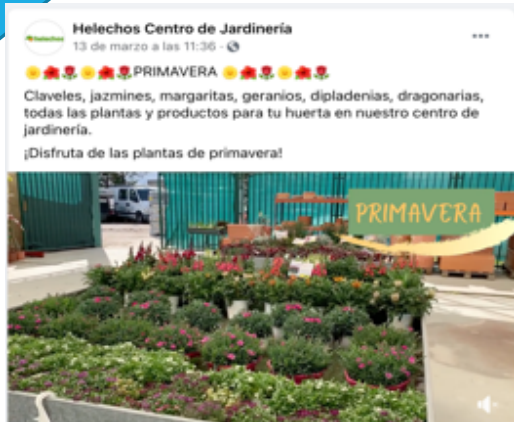 Helechos Centro de Jardinería
helechos
13 de marzo a las 11:36 ·
PRIMAVERA
Claveles, jazmines, margaritas, geranios, dipladenias, dragonarias,
todas las plantas y productos para tu huerta en nuestro centro de
jardinería.
¡Disfruta de las plantas de primavera!
PRIMAVERA